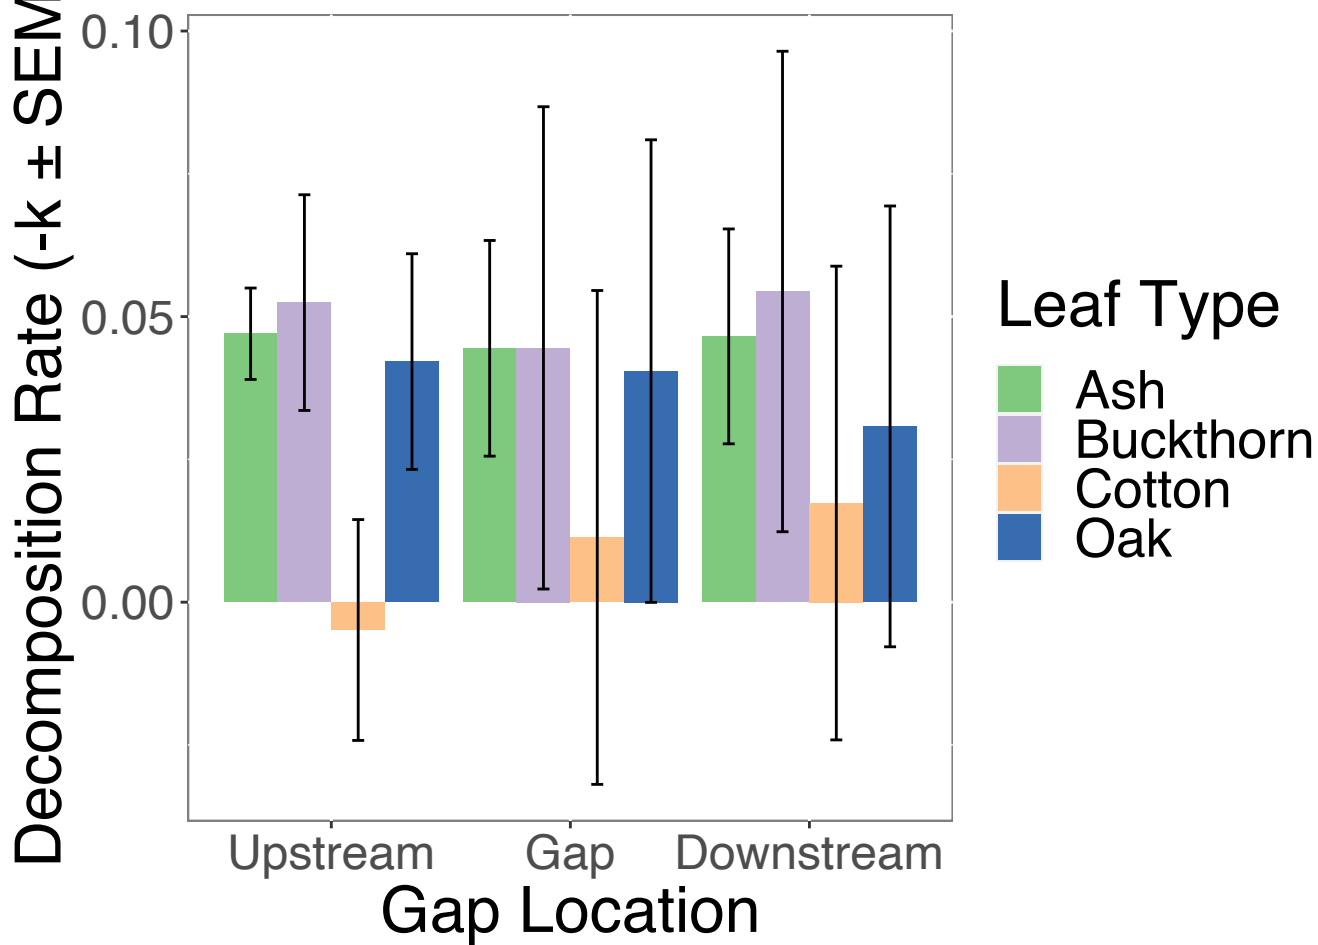 Decomposition Rate (-k ± SEM
0.10
0.05
0.00
Upstream
Gap
Downstream
Gap Location
Leaf Type
Ash
Buckthorn
Cotton
Oak